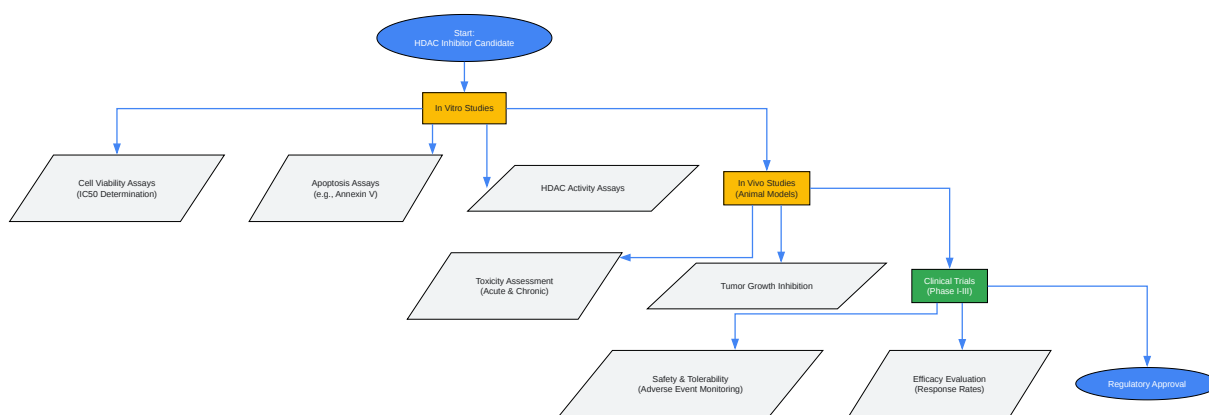 Start:
HDAC Inhibitor Candidate
In Vitro Studies
Cell Viability Assays
(IC50 Determination)
Apoptosis Assays
(e.g., Annexin V)
HDAC Activity Assays
In Vivo Studies
(Animal Models)
Toxicity Assessment
(Acute & Chronic)
Tumor Growth Inhibition
Clinical Trials
(Phase I-III)
Safety & Tolerability
(Adverse Event Monitoring)
Efficacy Evaluation
(Response Rates)
Regulatory Approval